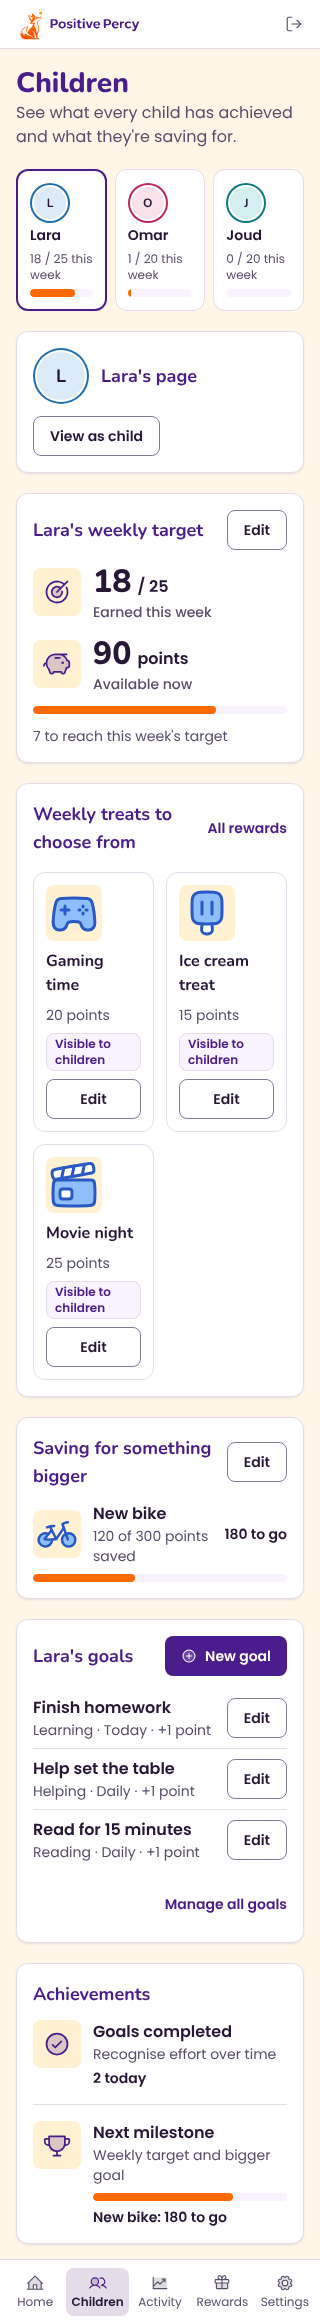 Positive Percy
Children
See what every child has achieved
and what they're saving for.
L
Lara
18 / 25 this
week
O
Omar
1 / 20 this
week
J
Joud
0 / 20 this
week
L
Lara's page
View as child
Lara's weekly target
Edit
18 / 25
Earned this week
90 points
Available now
7 to reach this week's target
Weekly treats to
choose from
All rewards
Gaming
time
20 points
Visible to
children
Edit
Ice cream
treat
15 points
Visible to
children
Edit
Movie night
25 points
Visible to
children
Edit
Saving for something
bigger
Edit
New bike
120 of 300 points
saved
180 to go
Lara's goals
New goal
Finish homework
Learning · Today · +1 point
Edit
Help set the table
Helping · Daily · +1 point
Edit
Read for 15 minutes
Reading · Daily · +1 point
Edit
Manage all goals
Achievements
Goals completed
Recognise effort over time
2 today
Next milestone
Weekly target and bigger
goal
New bike: 180 to go
Home
Children
Activity
Rewards
Settings